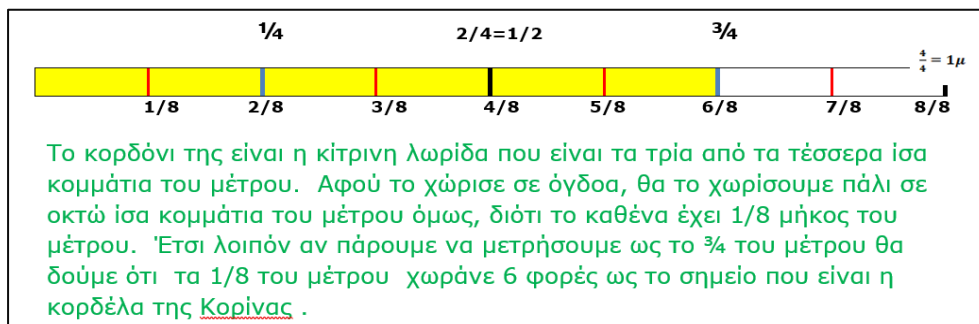 ¼ 2/4=1/2 ¾
4/4 = 1μ
1/8 2/8 3/8 4/8 5/8 6/8 7/8 8/8
Το κορδόνι της είναι η κίτρινη λωρίδα που είναι τα τρία από τα τέσσερα ίσα
κομμάτια του μέτρου. Αφού το χώρισε σε όγδοα, θα το χωρίσουμε πάλι σε
οκτώ ίσα κομμάτια του μέτρου όμως, διότι το καθένα έχει 1/8 μήκος του
μέτρου. Έτσι λοιπόν αν πάρουμε να μετρήσουμε ως το ¾ του μέτρου θα
δούμε ότι τα 1/8 του μέτρου χωράνε 6 φορές ως το σημείο που είναι η
κορδέλα της Κορίνας .